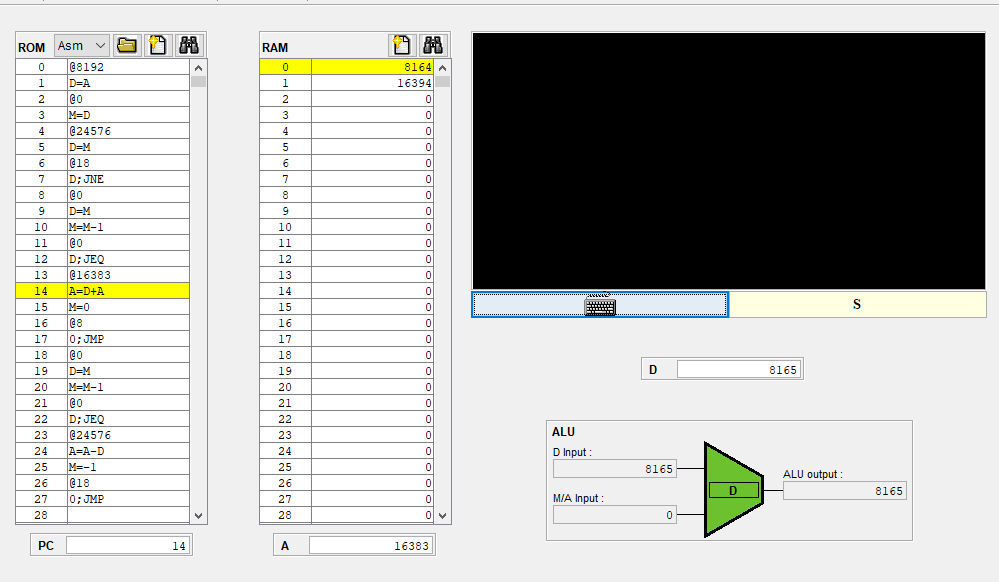 ROM Asm
0 @8192
1 D=A
2 @0
3 M=D
4 @24576
5 D=M
6 @18
7 D;JNE
8 @0
9 D=M
10 M=M-1
11 @0
12 D;JEQ
13 @16383
14 A=D+A
15 M=0
16 @8
17 0;JMP
18 @0
19 D=M
20 M=M-1
21 @0
22 D;JEQ
23 @24576
24 A=A-D
25 M=-1
26 @18
27 0;JMP
28
PC 14
RAM
0 8164
1 16394
2 0
3 0
4 0
5 0
6 0
7 0
8 0
9 0
10 0
11 0
12 0
13 0
14 0
15 0
16 0
17 0
18 0
19 0
20 0
21 0
22 0
23 0
24 0
25 0
26 0
27 0
28 0
A 16383
S
D 8165
ALU
D Input :
8165
M/A Input :
0
D
ALU output :
8165